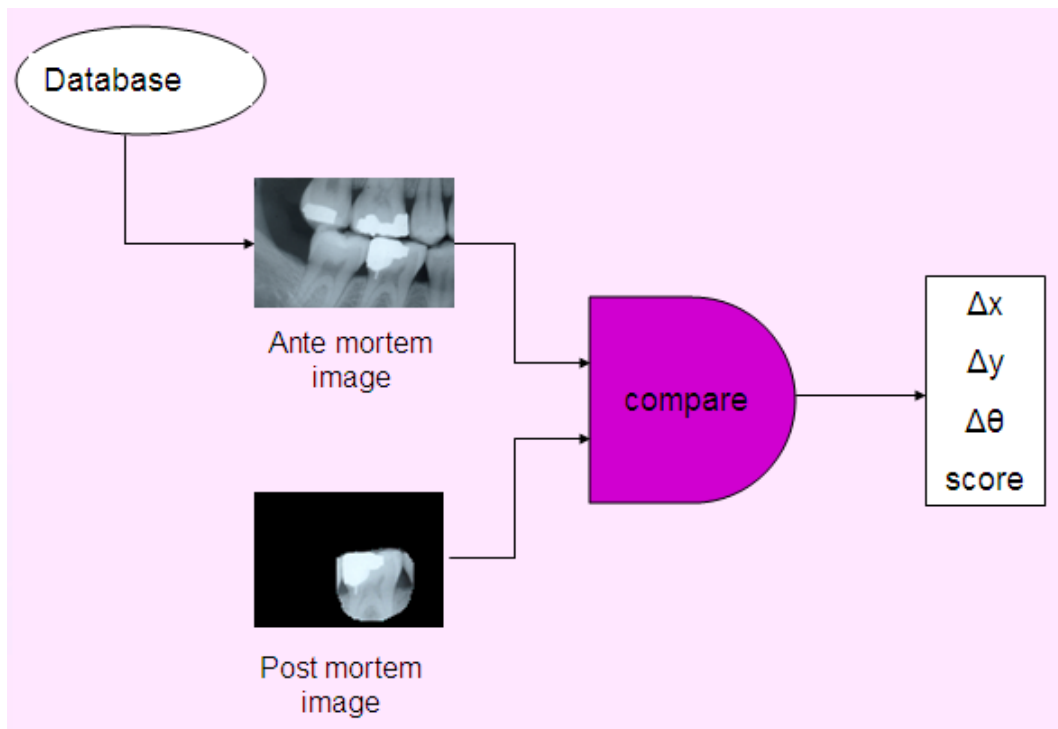 Database
Ante mortem
image
compare
Δx
Δy
Δθ
score
Post mortem
image